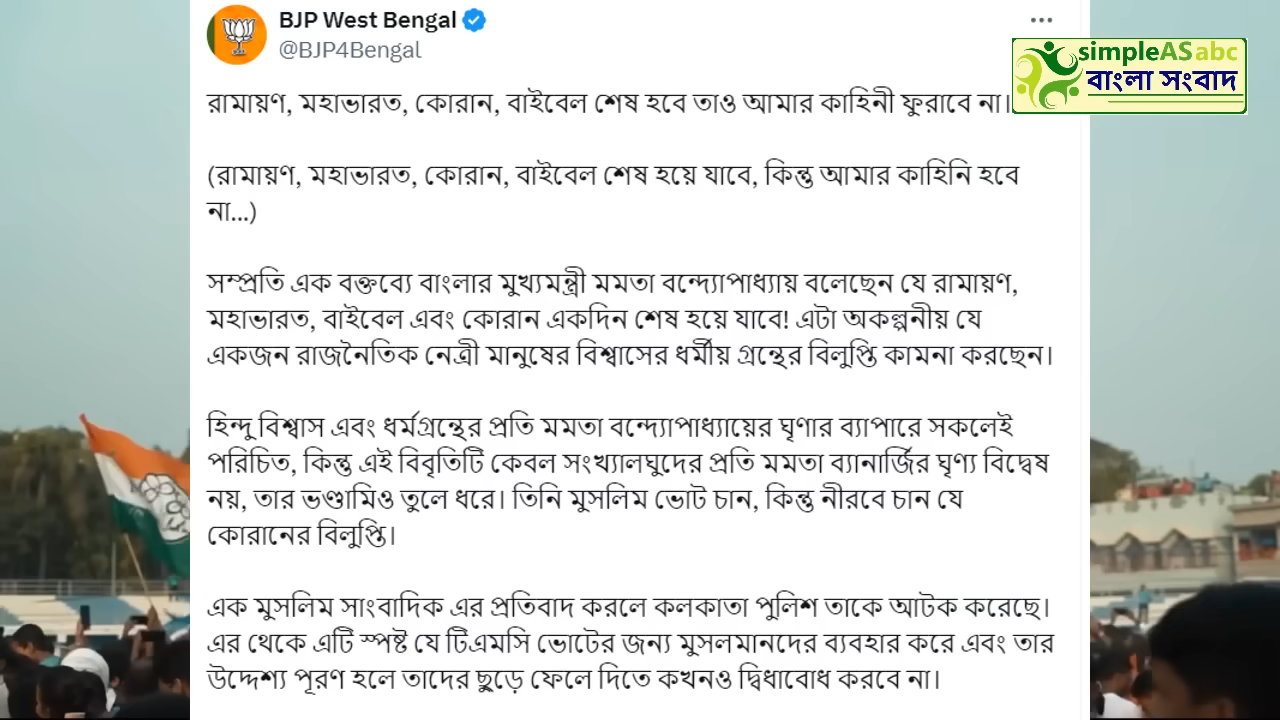 BJP West Bengal
@BJP4Bengal
simpleASabc
বাংলা সংবাদ
রামায়ণ, মহাভারত, কোরান, বাইবেল শেষ হবে তাও আমার কাহিনী ফুরাবে না।
(রামায়ণ, মহাভারত, কোরান, বাইবেল শেষ হয়ে যাবে, কিন্তু আমার কাহিনি হবে
না...)
সম্প্রতি এক বক্তব্যে বাংলার মুখ্যমন্ত্রী মমতা বন্দ্যোপাধ্যায় বলেছেন যে রামায়ণ,
মহাভারত, বাইবেল এবং কোরান একদিন শেষ হয়ে যাবে! এটা অকল্পনীয় যে
একজন রাজনৈতিক নেত্রী মানুষের বিশ্বাসের ধর্মীয় গ্রন্থের বিলুপ্তি কামনা করছেন।
হিন্দু বিশ্বাস এবং ধর্মগ্রন্থের প্রতি মমতা বন্দ্যোপাধ্যায়ের ঘৃণার ব্যাপারে সকলেই
পরিচিত, কিন্তু এই বিবৃতিটি কেবল সংখ্যালঘুদের প্রতি মমতা ব্যানার্জির ঘৃণ্য বিদ্বেষ
নয়, তার ভণ্ডামিও তুলে ধরে। তিনি মুসলিম ভোট চান, কিন্তু নীরবে চান যে
কোরানের বিলুপ্তি।
এক মুসলিম সাংবাদিক এর প্রতিবাদ করলে কলকাতা পুলিশ তাকে আটক করেছে।
এর থেকে এটি স্পষ্ট যে টিএমসি ভোটের জন্য মুসলমানদের ব্যবহার করে এবং তার
উদ্দেশ্য পূরণ হলে তাদের ছুড়ে ফেলে দিতে কখনও দ্বিধাবোধ করবে না।